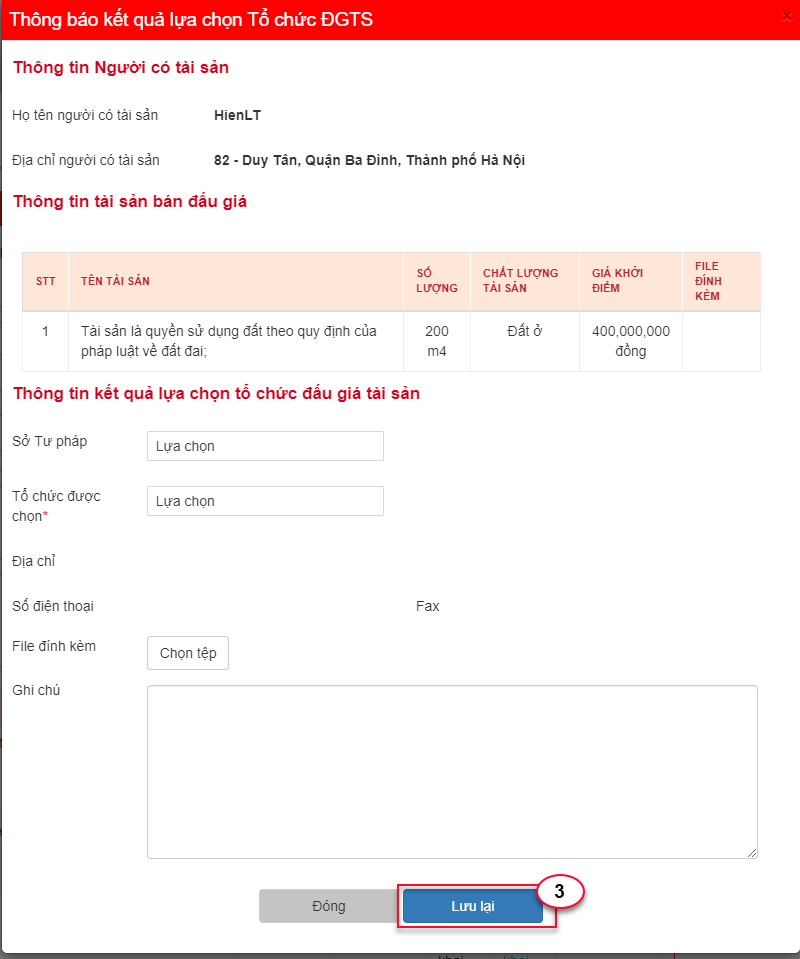 Thông báo kết quả lựa chọn Tổ chức ĐGTS
×
Thông tin Người có tài sản
Họ tên người có tài sản HienLT
Địa chỉ người có tài sản 82 - Duy Tân, Quận Ba Đình, Thành phố Hà Nội
Thông tin tài sản bán đấu giá
STT TÊN TÀI SẢN SỐ LƯỢNG CHẤT LƯỢNG TÀI SẢN GIÁ KHỞI ĐIỂM FILE ĐÍNH KÈM
1 Tài sản là quyền sử dụng đất theo quy định của 200 Đất ở 400,000,000
pháp luật về đất đai; m4 đồng
Thông tin kết quả lựa chọn tổ chức đấu giá tài sản
Sở Tư pháp Lựa chọn
Tổ chức được Lựa chọn
chọn*
Địa chỉ
Số điện thoại Fax
File đính kèm Chọn tệp
Ghi chú
Đóng Lưu lại 3